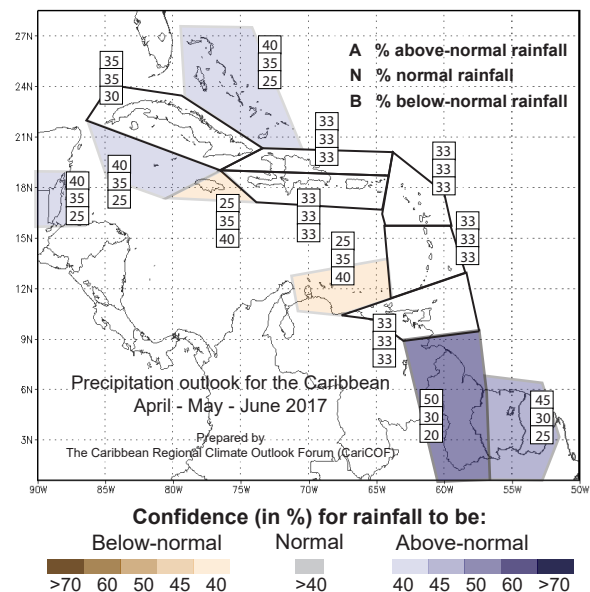 27N
24N
21N
18N
15N
12N
9N
6N
3N
A % above-normal rainfall
N % normal rainfall
B % below-normal rainfall
35
35
30
40
35
25
33
33
33
33
33
33
40
35
25
40
35
25
25
35
40
33
33
33
33
33
33
25
35
40
33
33
33
50
30
20
45
30
25
Precipitation outlook for the Caribbean
April - May - June 2017
Prepared by
The Caribbean Regional Climate Outlook Forum (CariCOF)
90W 85W 80W 75W 70W 65W 60W 55W 50W
Confidence (in %) for rainfall to be:
Below-normal Normal Above-normal
>70 60 50 45 40 >40 40 45 50 60 >70